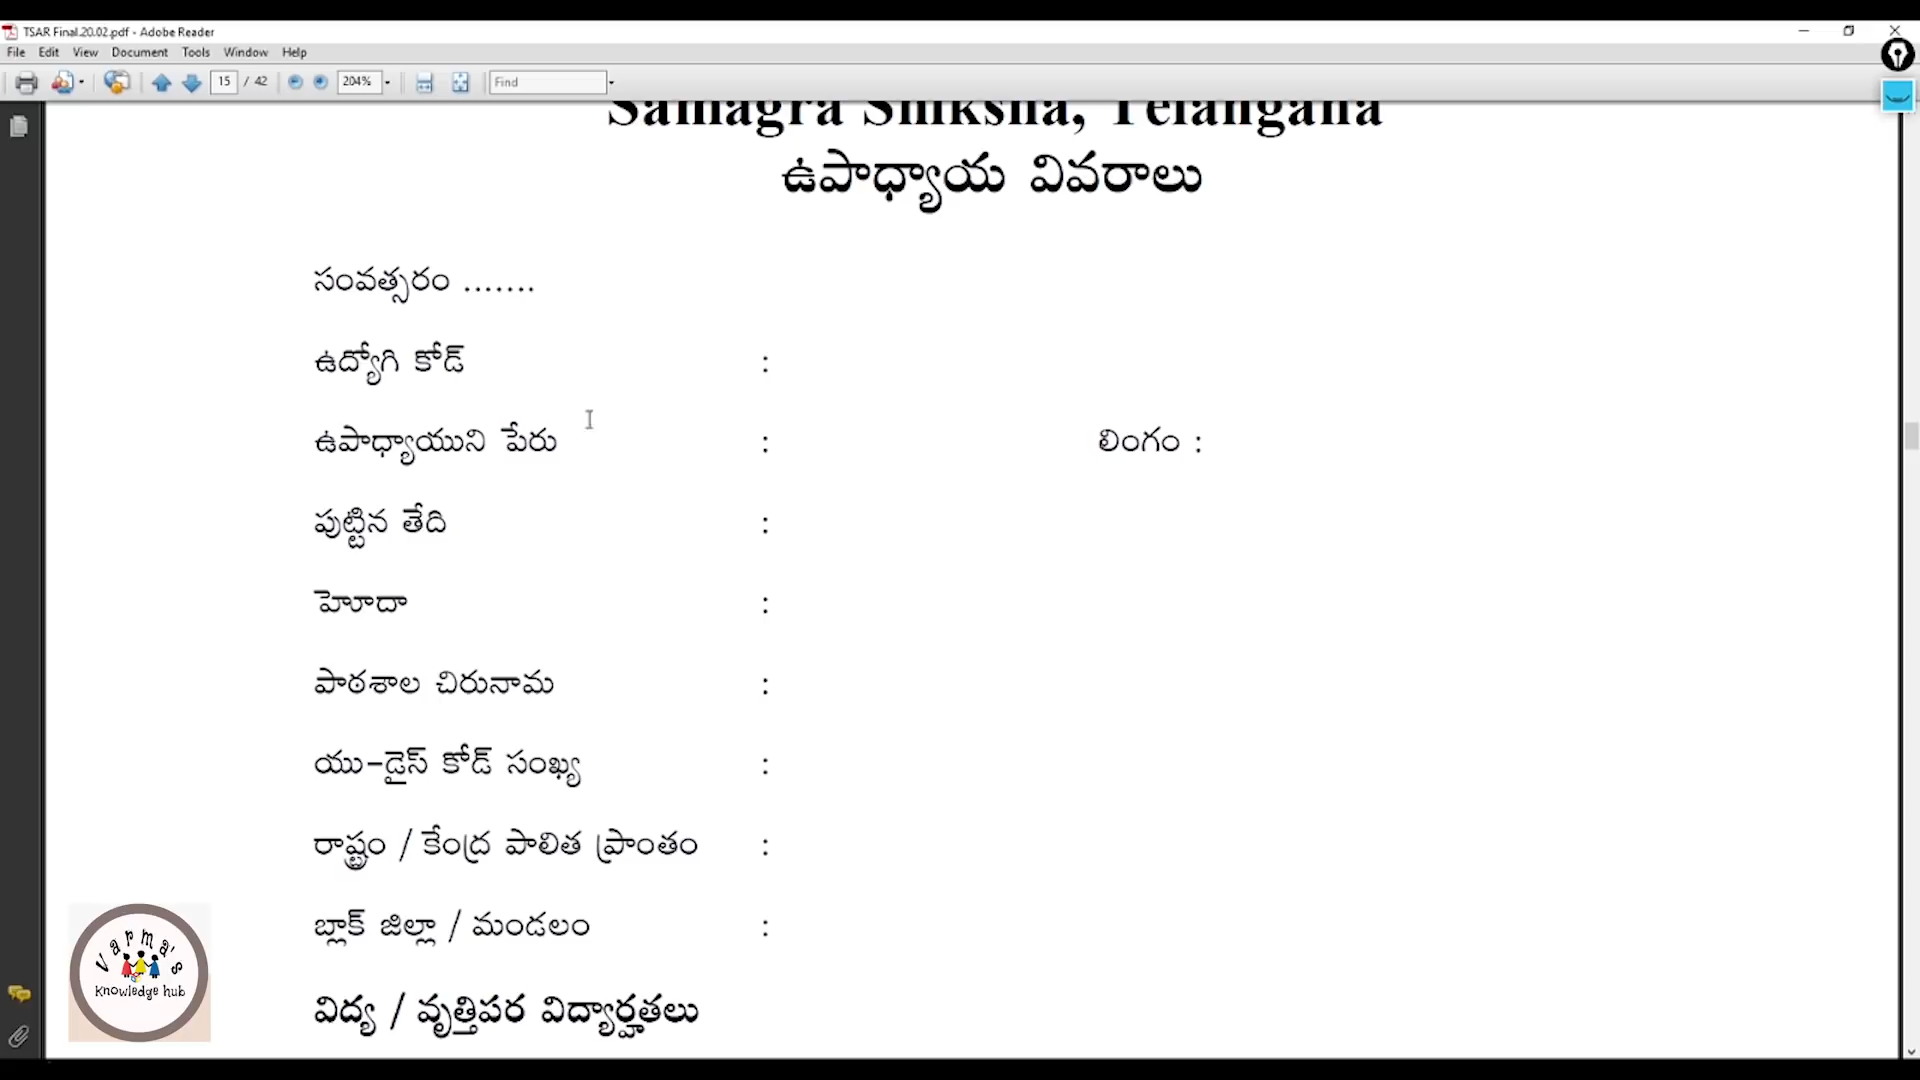 TSAR Final.20.02.pdf - Adobe Reader
File Edit View Document Tools Window Help
15 / 42 204% Find
Samagra Shiksha, Telangana
ఉపాధ్యాయ వివరాలు
సంవత్సరం .......
ఉద్యోగి కోడ్ :
ఉపాధ్యాయుని పేరు : లింగం :
పుట్టిన తేది :
హెూదా :
పాఠశాల చిరునామ :
యు-డైస్ కోడ్ సంఖ్య :
రాష్ట్రం / కేంద్ర పాలిత ప్రాంతం :
బ్లాక్ జిల్లా / మండలం :
విద్య / వృత్తిపర విద్యార్హతలు
Varma's
Knowledge hub